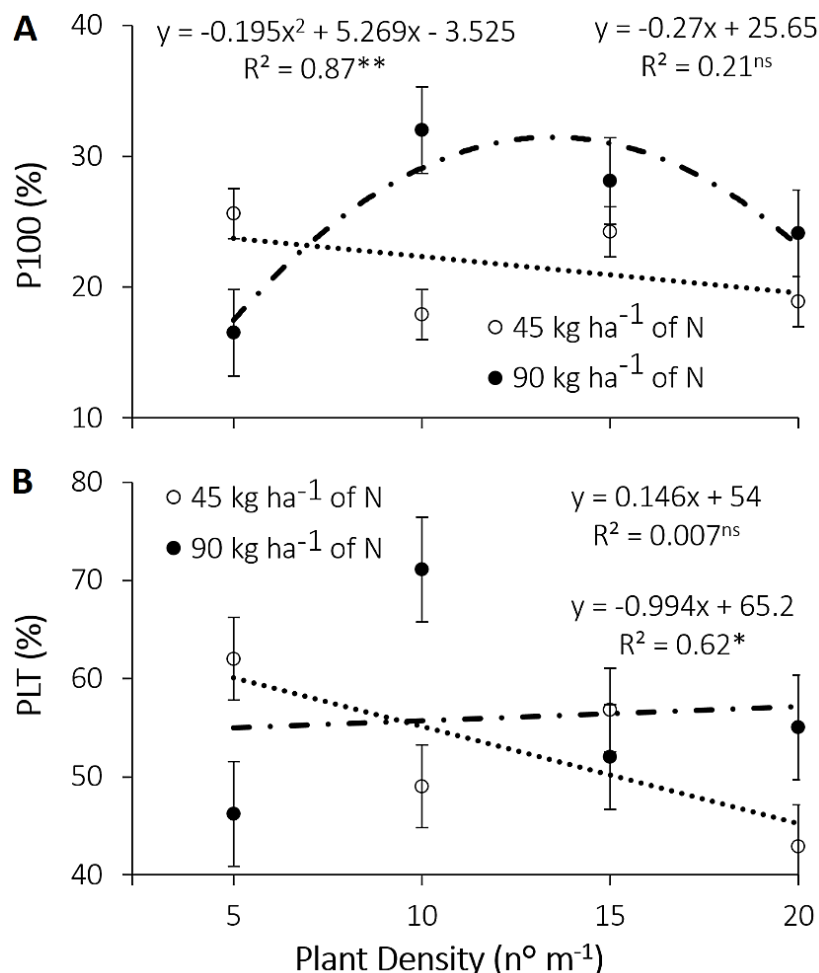 A
y = -0.195x² + 5.269x - 3.525
R² = 0.87**
y = -0.27x + 25.65
R² = 0.21ⁿˢ
P100 (%)
40
30
20
10
45 kg ha⁻¹ of N
90 kg ha⁻¹ of N
B
45 kg ha⁻¹ of N
90 kg ha⁻¹ of N
y = 0.146x + 54
R² = 0.007ⁿˢ
y = -0.994x + 65.2
R² = 0.62*
PLT (%)
80
70
60
50
40
5 10 15 20
Plant Density (nº m⁻¹)